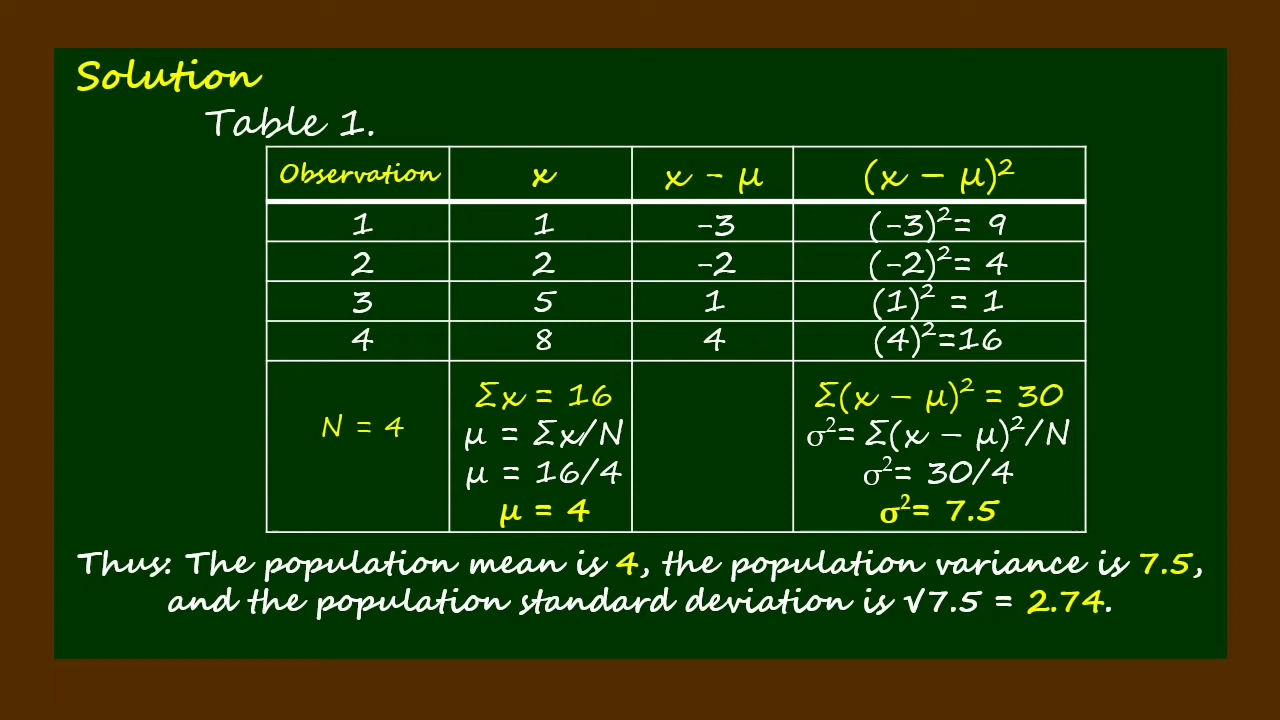 Solution
Table 1.
Observation x x − μ (x − μ)²
1 1 -3 (-3)²= 9
2 2 -2 (-2)²= 4
3 5 1 (1)² = 1
4 8 4 (4)²=16
N = 4
Σx = 16
μ = Σx/N
μ = 16/4
μ = 4
Σ(x − μ)² = 30
σ²= Σ(x − μ)²/N
σ²= 30/4
σ²= 7.5
Thus: The population mean is 4, the population variance is 7.5,
and the population standard deviation is √7.5 = 2.74.